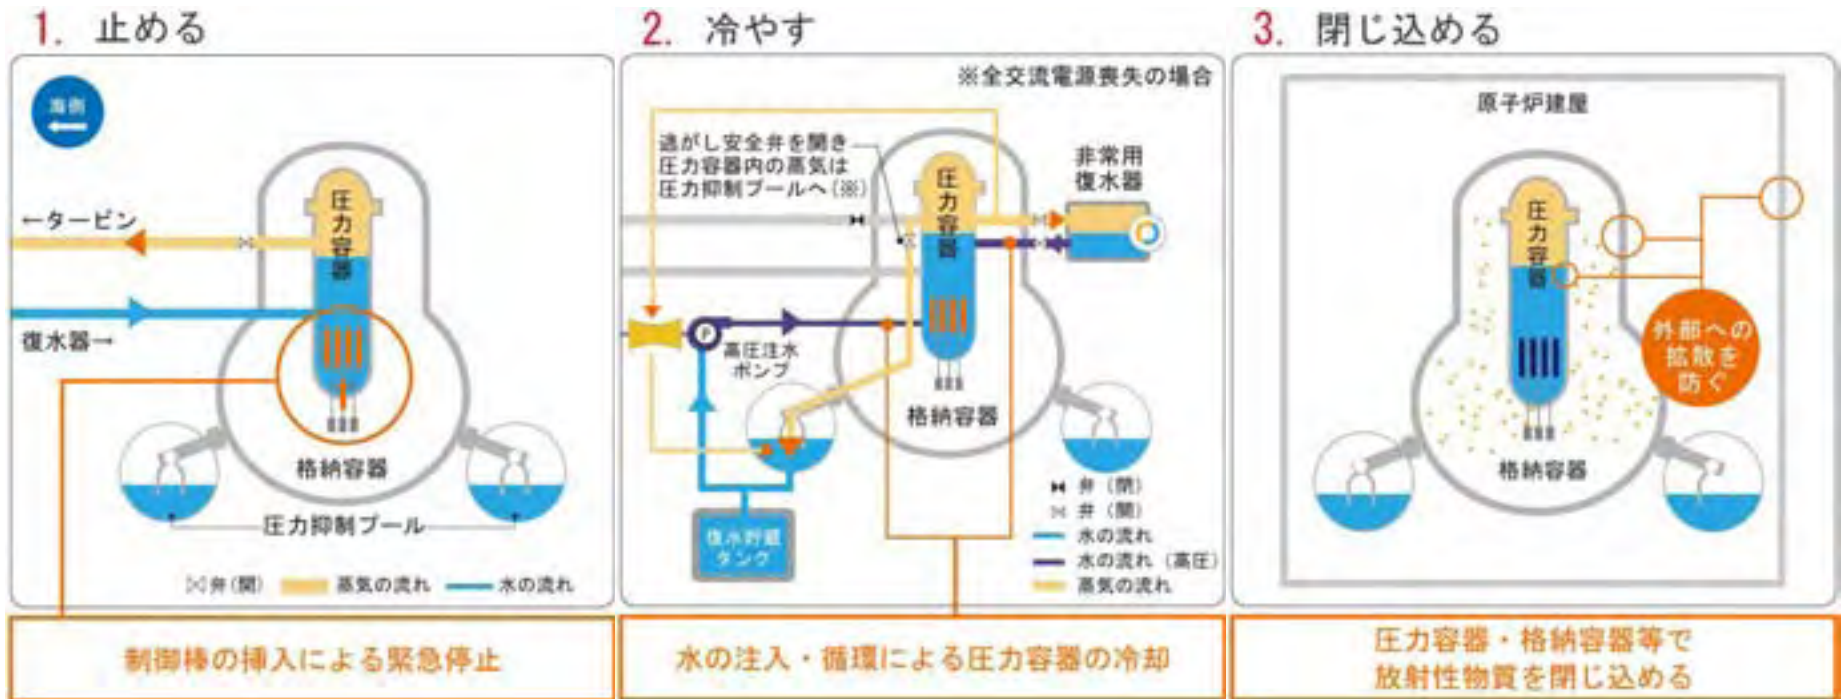 1. 止める
海側
←タービン
復水器→
圧力容器
格納容器
圧力抑制プール
弁(開)
蒸気の流れ
水の流れ
制御棒の挿入による緊急停止
2. 冷やす
※全交流電源喪失の場合
逃がし安全弁を開き
圧力容器内の蒸気は
圧力抑制プールへ(※)
非常用
復水器
圧力容器
P
高圧注水
ポンプ
格納容器
復水貯蔵
タンク
弁(閉)
弁(開)
水の流れ
水の流れ(高圧)
蒸気の流れ
水の注入・循環による圧力容器の冷却
3. 閉じ込める
原子炉建屋
圧力容器
外部への
拡散を
防ぐ
格納容器
圧力容器・格納容器等で
放射性物質を閉じ込める